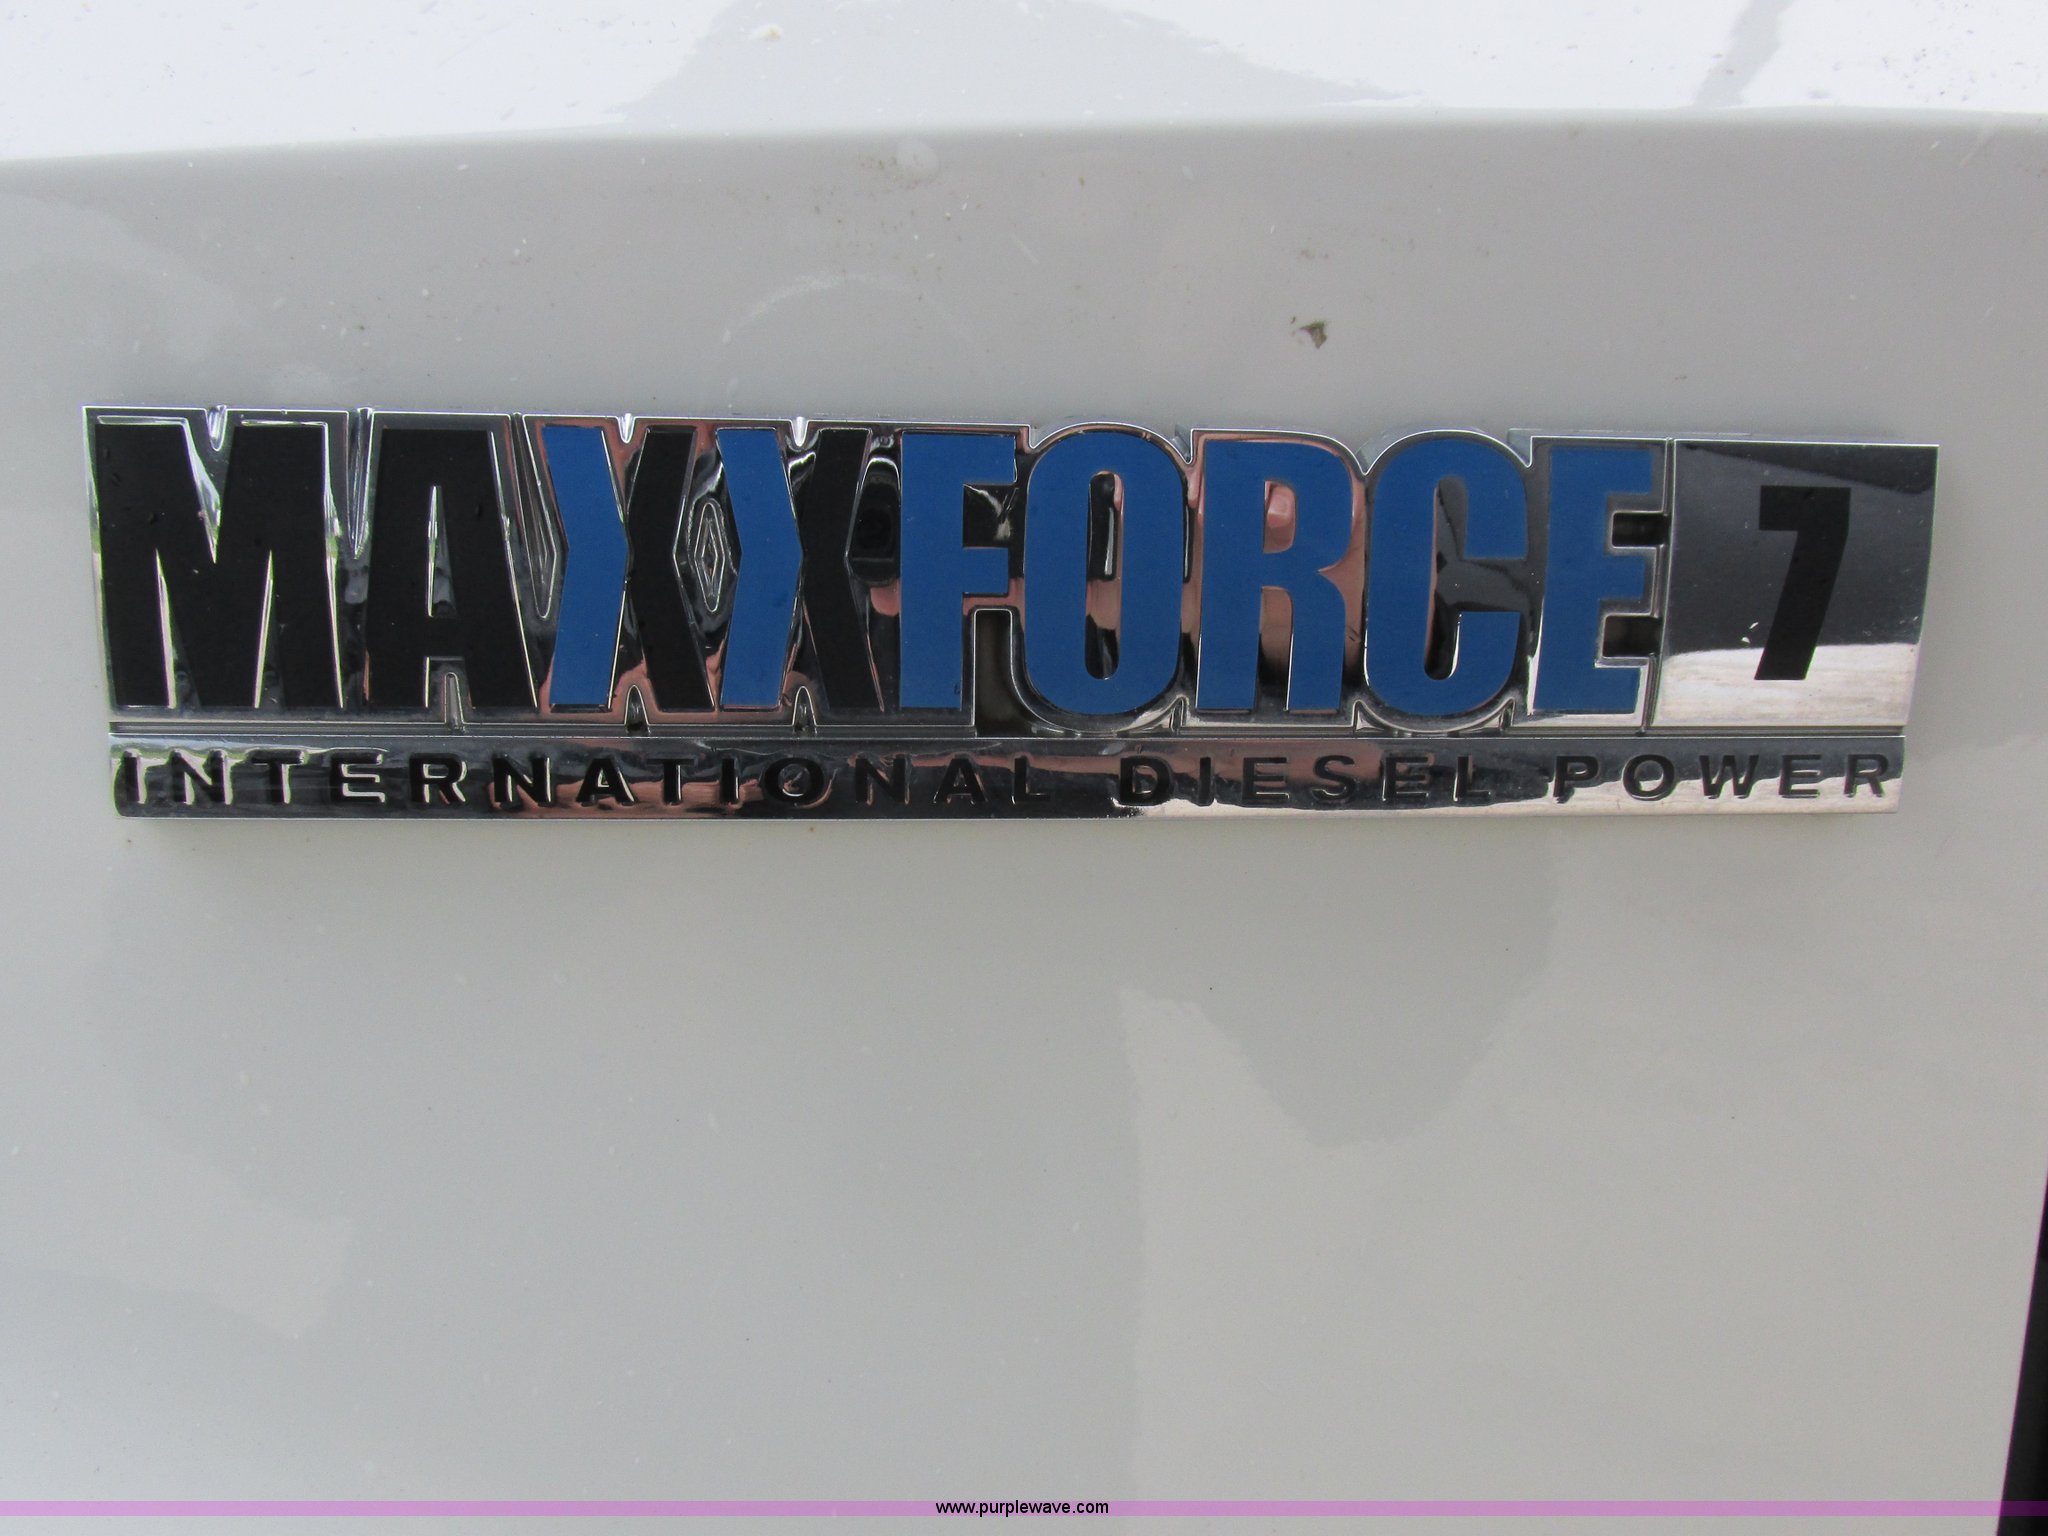 MAXXFORCE 7
INTERNATIONAL DIESEL POWER
www.purplewave.com